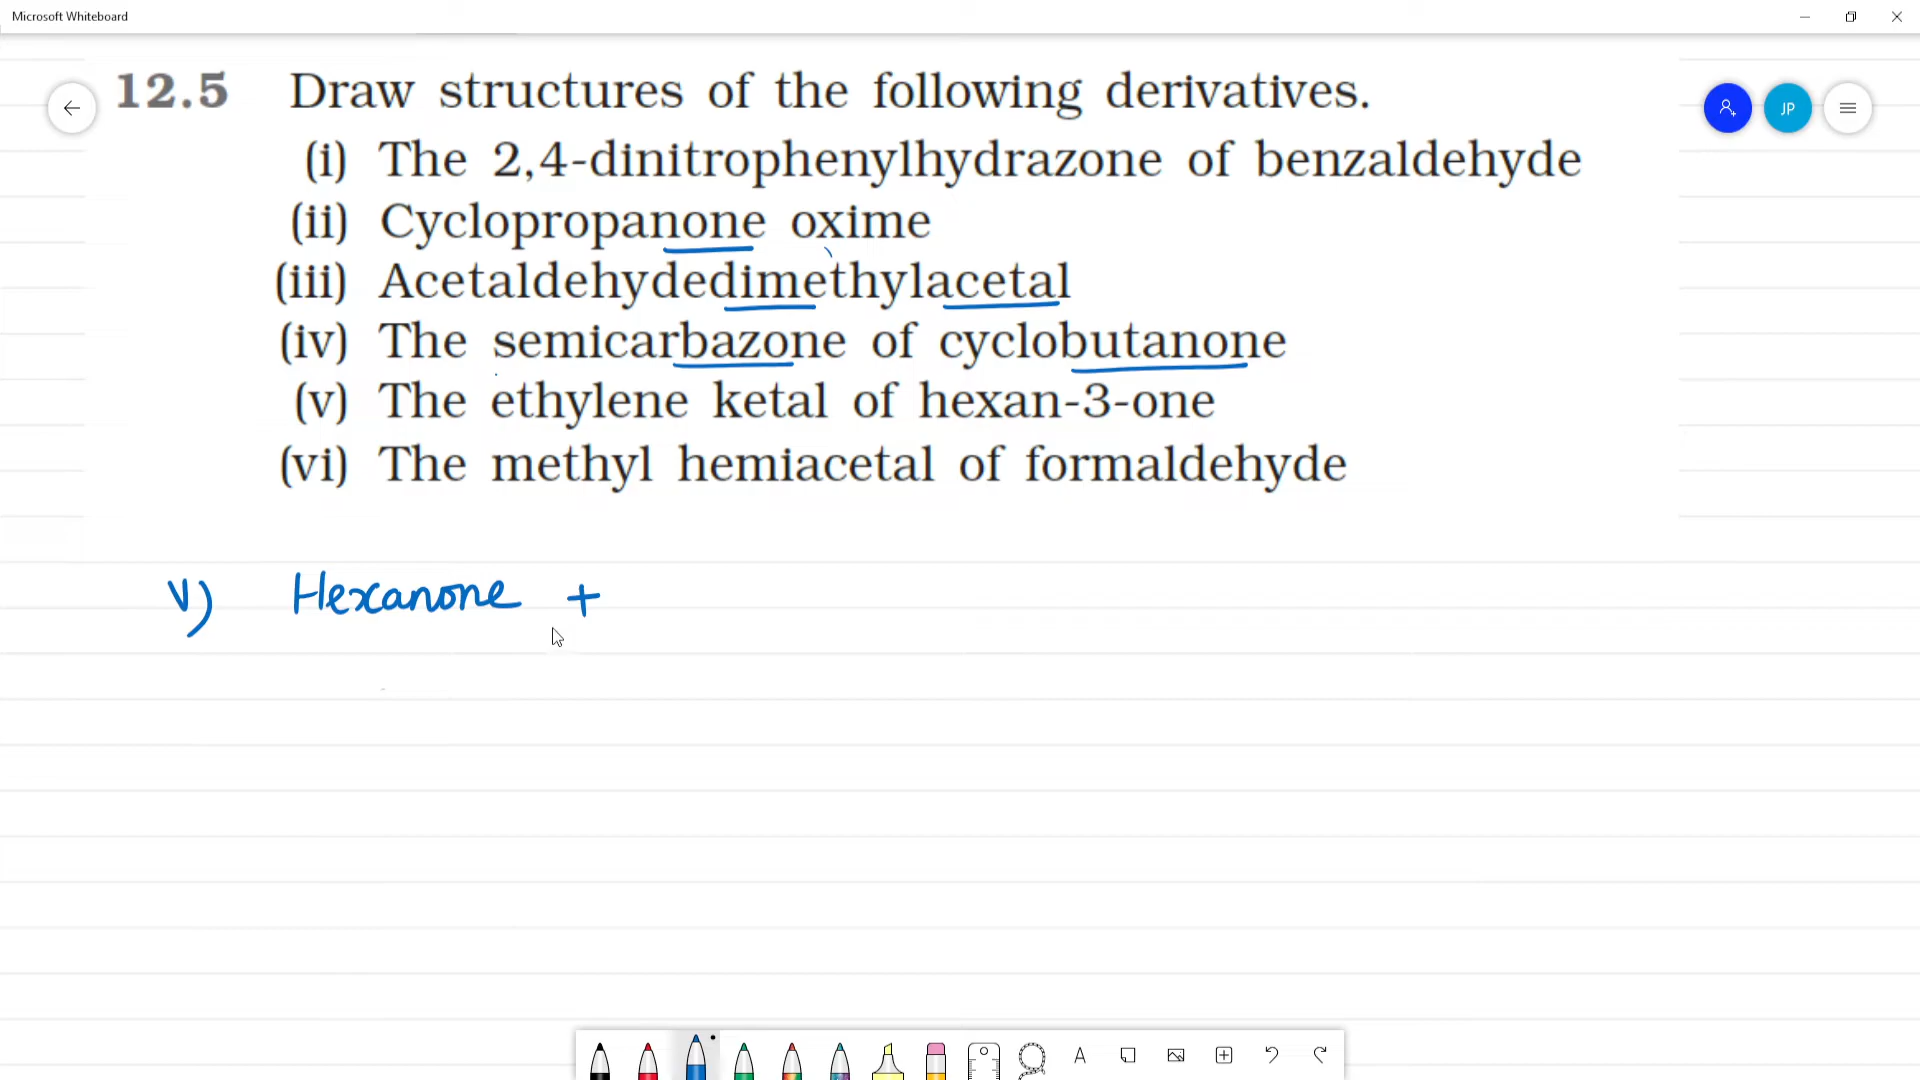 Microsoft Whiteboard
12.5 Draw structures of the following derivatives.
JP
(i) The 2,4-dinitrophenylhydrazone of benzaldehyde
(ii) Cyclopropanone oxime
(iii) Acetaldehydedimethylacetal
(iv) The semicarbazone of cyclobutanone
(v) The ethylene ketal of hexan-3-one
(vi) The methyl hemiacetal of formaldehyde
v) Hexanone +
A